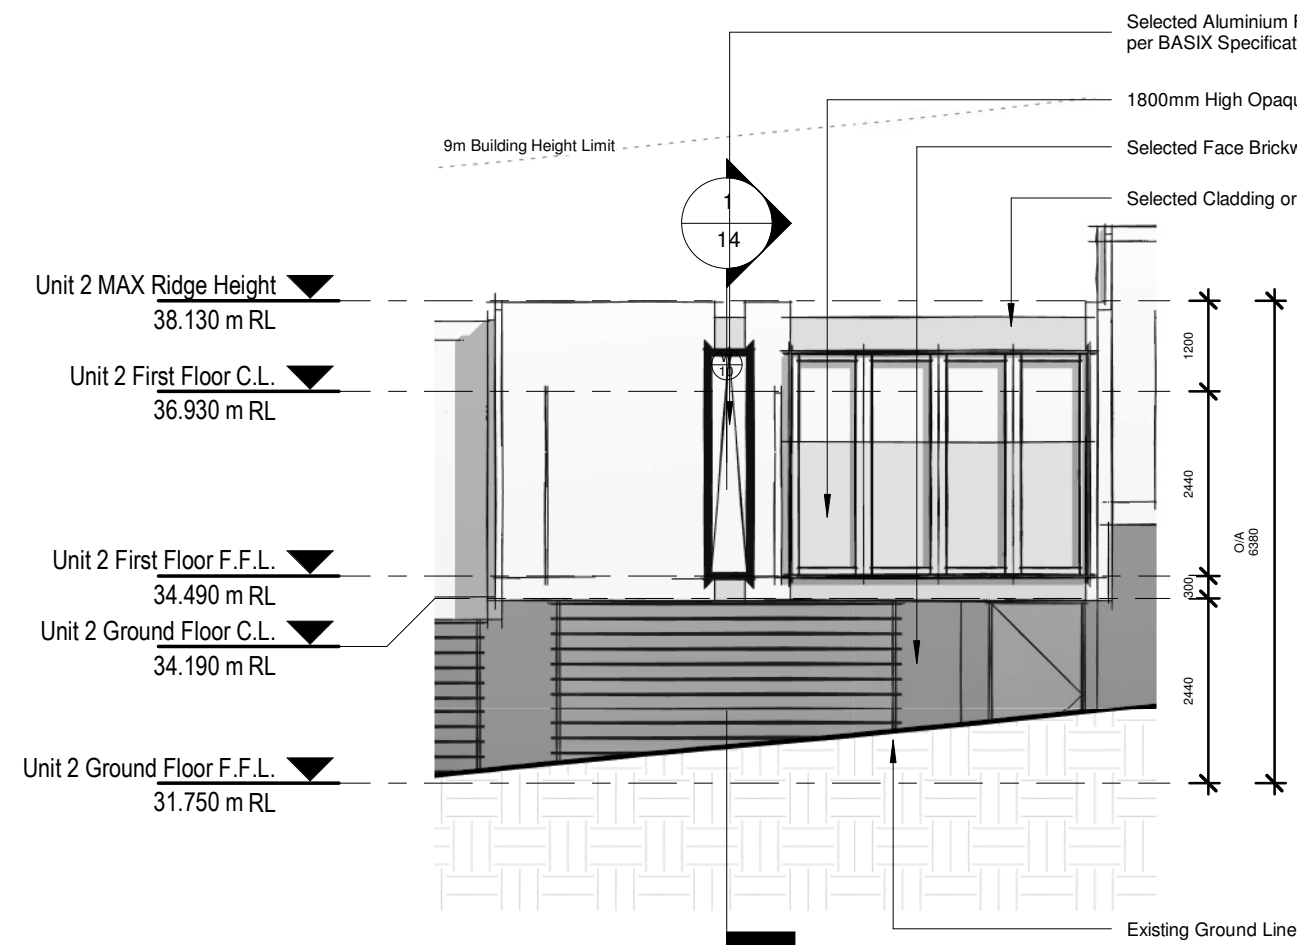 Selected Aluminium
per BASIX
1800mm High
9m Building Height Limit
Selected Face
Selected Cladding or
1
14
Unit 2 MAX Ridge Height
38.130 m RL
1200
Unit 2 First Floor C.L.
36.930 m RL
10
2440
O/A
6380
Unit 2 First Floor F.F.L.
34.490 m RL
300
Unit 2 Ground Floor C.L.
34.190 m RL
2440
Unit 2 Ground Floor F.F.L.
31.750 m RL
Existing Ground Line